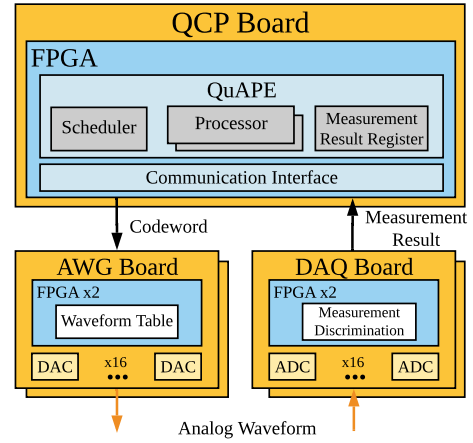 QCP Board
FPGA
QuAPE
Scheduler
Processor
Measurement
Result Register
Communication Interface
Codeword
Measurement
Result
AWG Board
FPGA x2
Waveform Table
DAC
x16
DAC
DAQ Board
FPGA x2
Measurement
Discrimination
ADC
x16
ADC
Analog Waveform